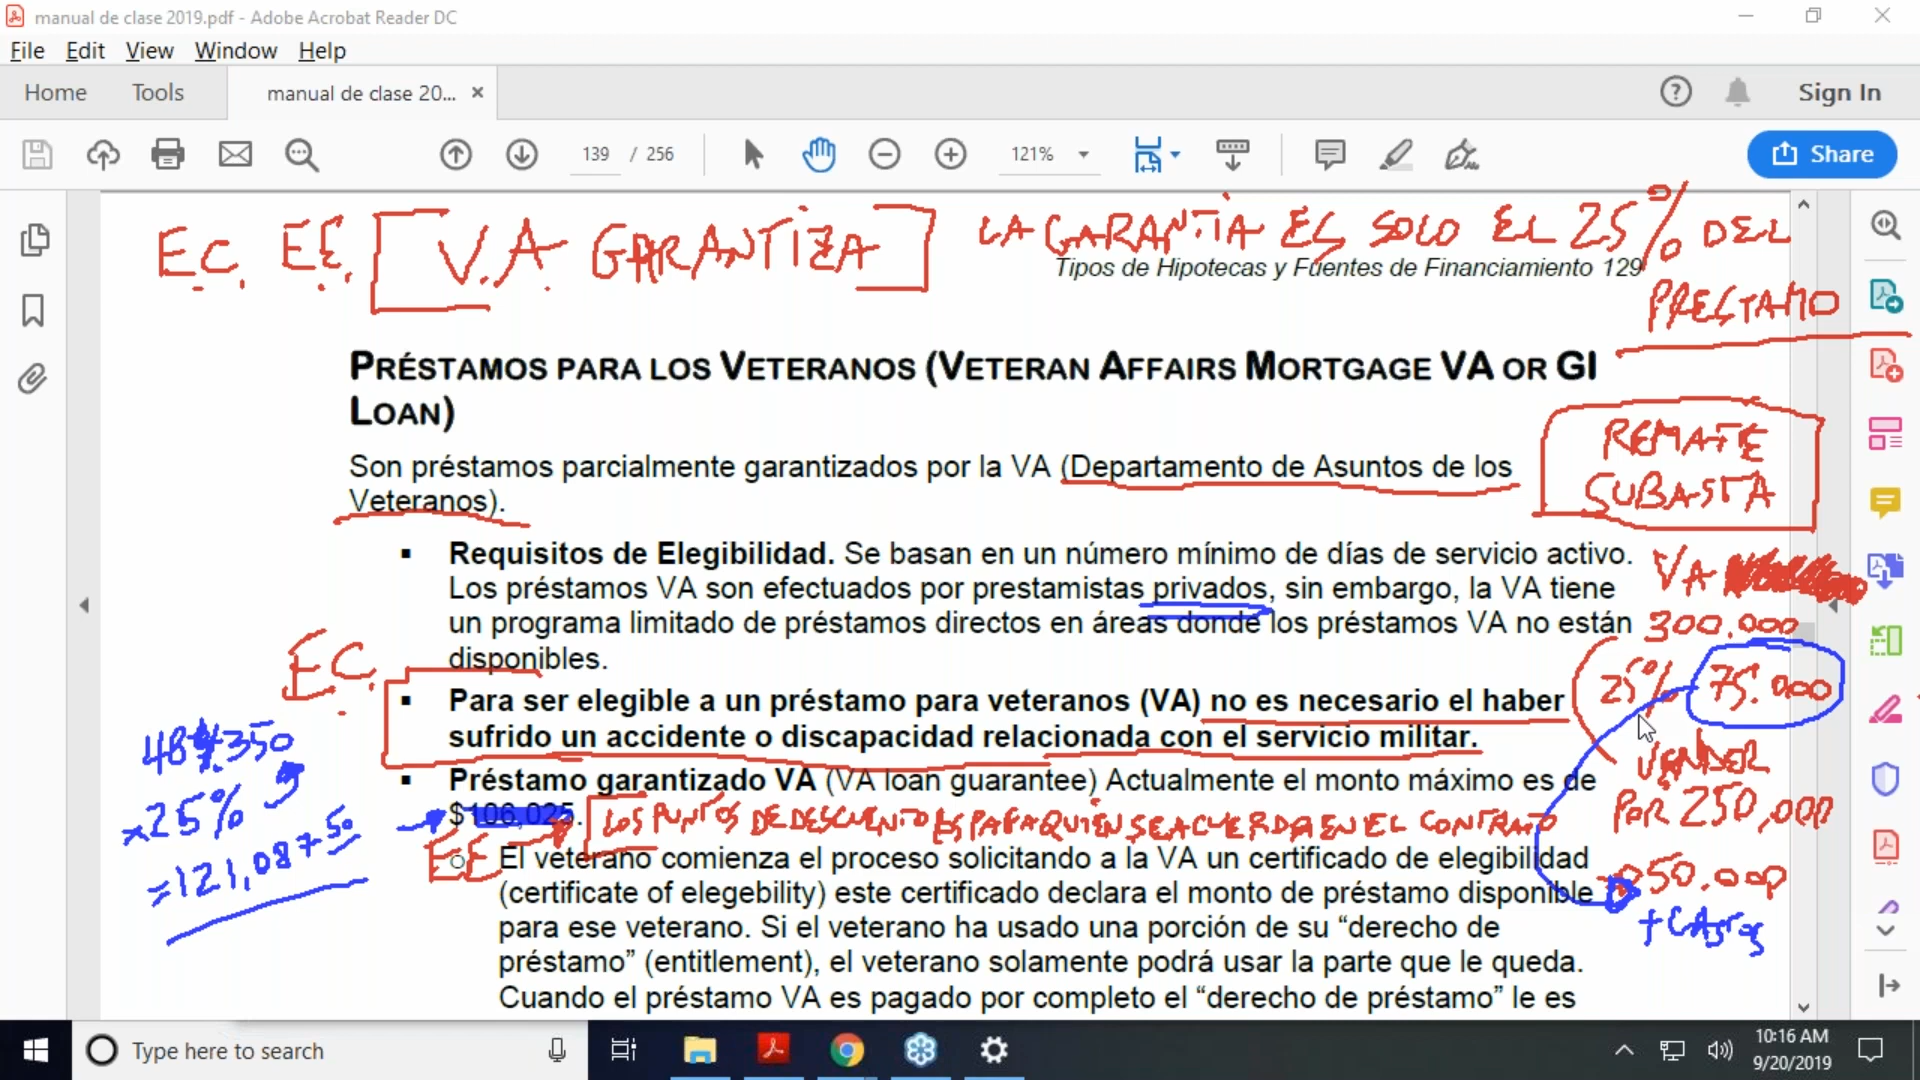 manual de clase 2019.pdf - Adobe Acrobat Reader DC
File Edit View Window Help
Home Tools manual de clase 20... × Sign In
139 / 256 121% Share
E.C. E.E. V.A GARANTIZA LA GARANTIA ES SOLO EL 25% DEL
PRESTAMO
Tipos de Hipotecas y Fuentes de Financiamiento 129
PRÉSTAMOS PARA LOS VETERANOS (VETERAN AFFAIRS MORTGAGE VA OR GI
LOAN)
REMATE
SUBASTA
Son préstamos parcialmente garantizados por la VA (Departamento de Asuntos de los
Veteranos).
▪ Requisitos de Elegibilidad. Se basan en un número mínimo de días de servicio activo.
Los préstamos VA son efectuados por prestamistas privados, sin embargo, la VA tiene
un programa limitado de préstamos directos en áreas donde los préstamos VA no están
disponibles.
VA
300.000
25% 75.000
VENDER
POR 250,000
50.000
+ CASTOS
E.C.
▪ Para ser elegible a un préstamo para veteranos (VA) no es necesario el haber
sufrido un accidente o discapacidad relacionada con el servicio militar.
▪ Préstamo garantizado VA (VA loan guarantee) Actualmente el monto máximo es de
$106,025.
LOS PUNTOS DE DESCUENTO LOS PAGA QUIEN SE ACUERDA EN EL CONTRATO
484,350
x 25%
= 121,087.50
EE
○ El veterano comienza el proceso solicitando a la VA un certificado de elegibilidad
(certificate of elegebility) este certificado declara el monto de préstamo disponible
para ese veterano. Si el veterano ha usado una porción de su “derecho de
préstamo” (entitlement), el veterano solamente podrá usar la parte que le queda.
Cuando el préstamo VA es pagado por completo el “derecho de préstamo” le es
Type here to search
10:16 AM
9/20/2019